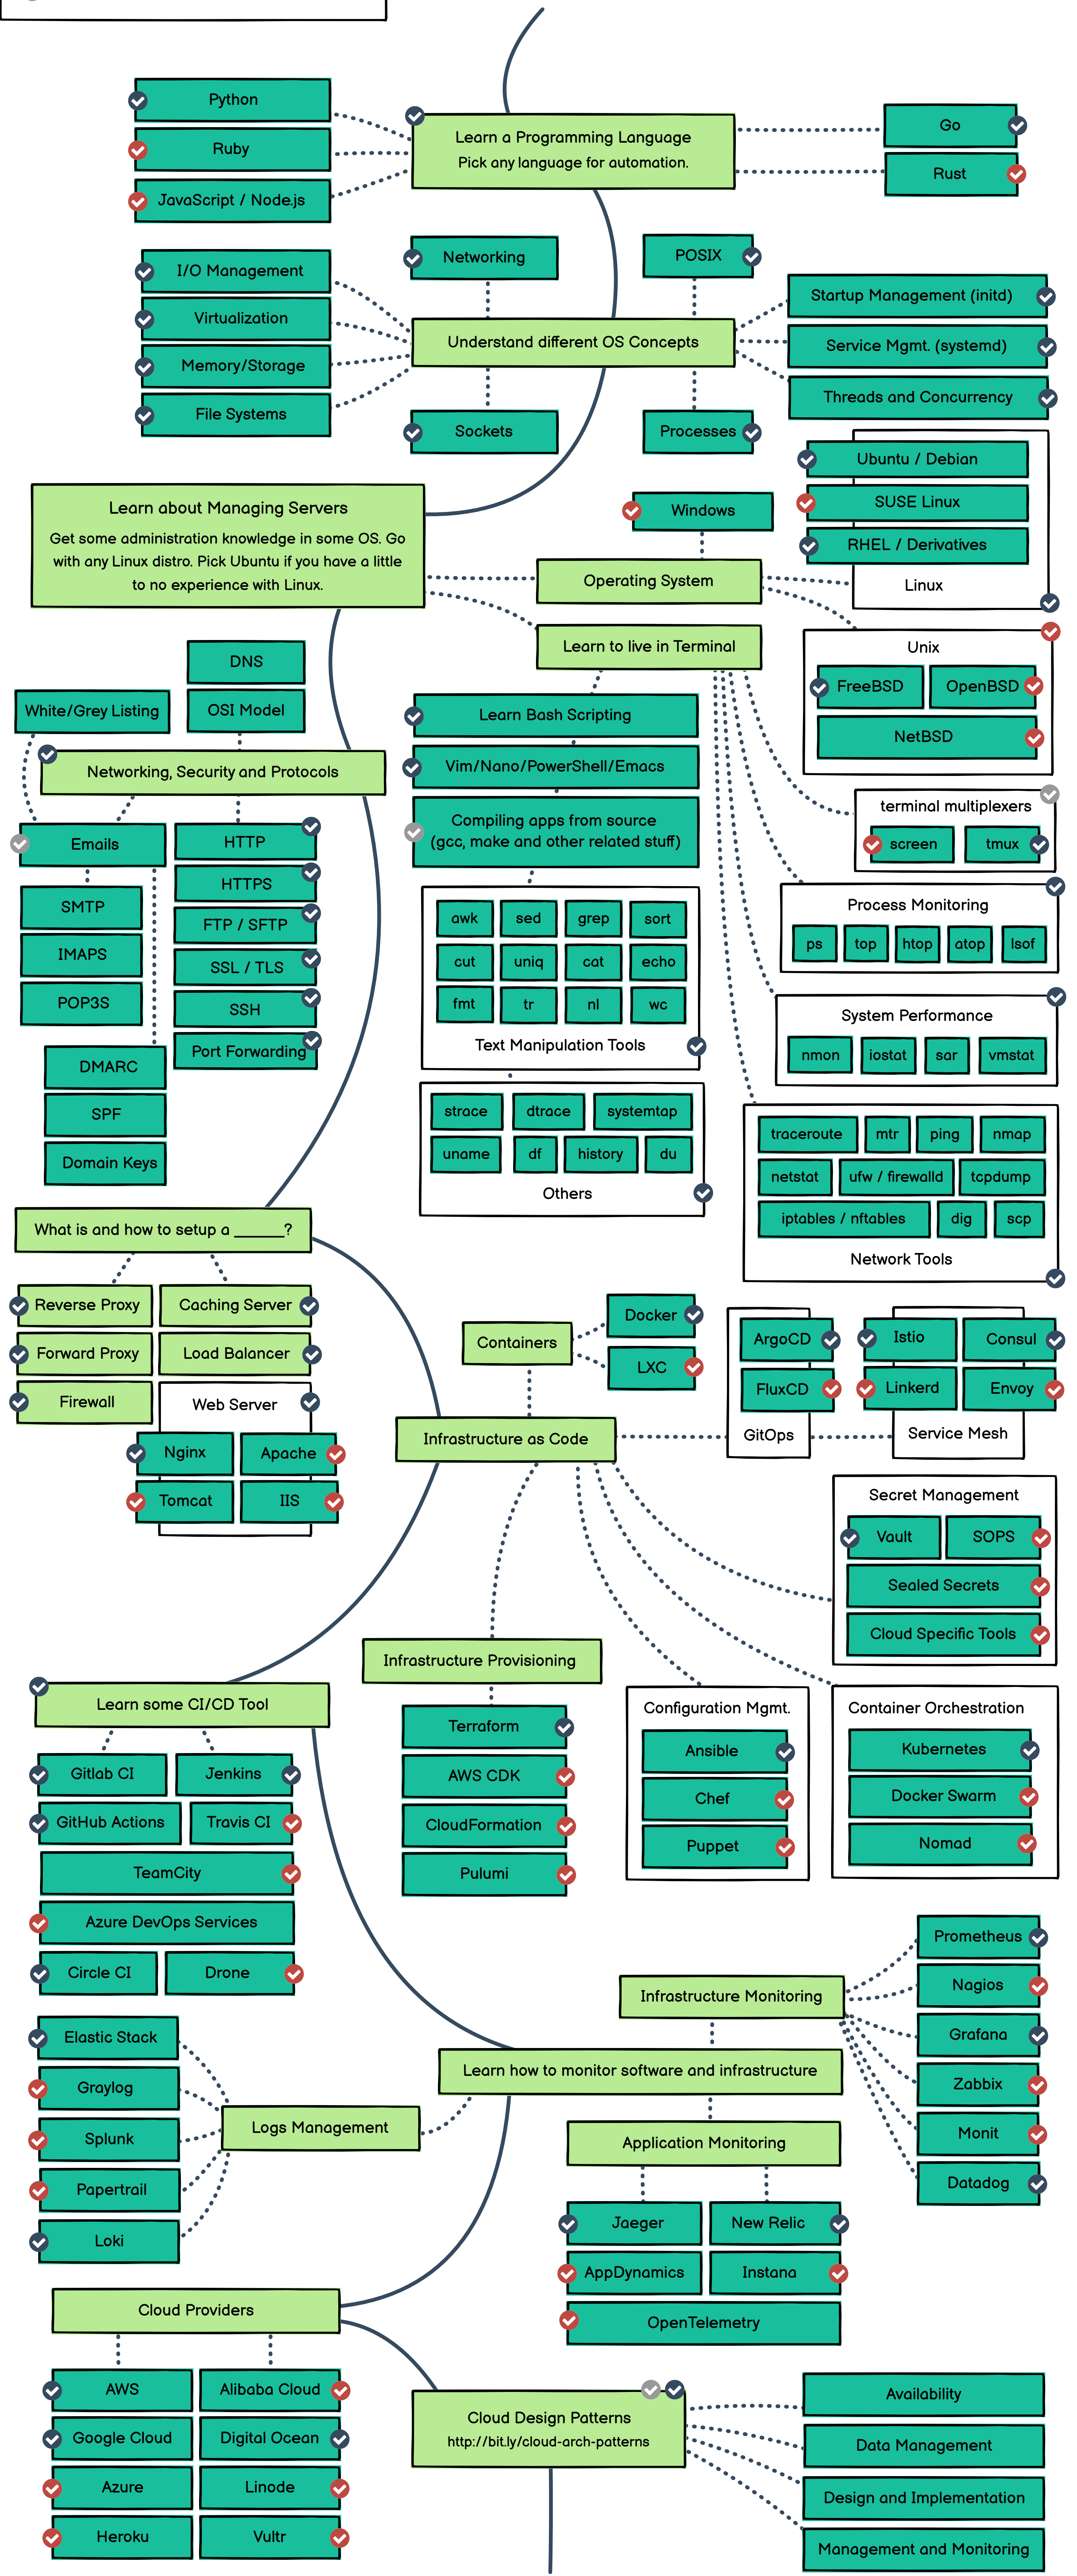 Learn a Programming Language
Pick any language for automation.
Python
Ruby
JavaScript / Node.js
Go
Rust
Understand different OS Concepts
I/O Management
Virtualization
Memory/Storage
File Systems
Networking
Sockets
POSIX
Processes
Startup Management (initd)
Service Mgmt. (systemd)
Threads and Concurrency
Learn about Managing Servers
Get some administration knowledge in some OS. Go
with any Linux distro. Pick Ubuntu if you have a little
to no experience with Linux.
Operating System
Windows
Ubuntu / Debian
SUSE Linux
RHEL / Derivatives
Linux
Unix
FreeBSD
OpenBSD
NetBSD
Learn to live in Terminal
Learn Bash Scripting
Vim/Nano/PowerShell/Emacs
Compiling apps from source
(gcc, make and other related stuff)
awk
sed
grep
sort
cut
uniq
cat
echo
fmt
tr
nl
wc
Text Manipulation Tools
strace
dtrace
systemtap
uname
df
history
du
Others
terminal multiplexers
screen
tmux
Process Monitoring
ps
top
htop
atop
lsof
System Performance
nmon
iostat
sar
vmstat
traceroute
mtr
ping
nmap
netstat
ufw / firewalld
tcpdump
iptables / nftables
dig
scp
Network Tools
DNS
OSI Model
White/Grey Listing
Networking, Security and Protocols
Emails
SMTP
IMAPS
POP3S
DMARC
SPF
Domain Keys
HTTP
HTTPS
FTP / SFTP
SSL / TLS
SSH
Port Forwarding
What is and how to setup a ______?
Reverse Proxy
Caching Server
Forward Proxy
Load Balancer
Firewall
Web Server
Nginx
Apache
Tomcat
IIS
Infrastructure as Code
Containers
Docker
LXC
ArgoCD
FluxCD
GitOps
Istio
Consul
Linkerd
Envoy
Service Mesh
Secret Management
Vault
SOPS
Sealed Secrets
Cloud Specific Tools
Infrastructure Provisioning
Terraform
AWS CDK
CloudFormation
Pulumi
Configuration Mgmt.
Ansible
Chef
Puppet
Container Orchestration
Kubernetes
Docker Swarm
Nomad
Learn some CI/CD Tool
Gitlab CI
Jenkins
GitHub Actions
Travis CI
TeamCity
Azure DevOps Services
Circle CI
Drone
Learn how to monitor software and infrastructure
Infrastructure Monitoring
Prometheus
Nagios
Grafana
Zabbix
Monit
Datadog
Logs Management
Elastic Stack
Graylog
Splunk
Papertrail
Loki
Application Monitoring
Jaeger
New Relic
AppDynamics
Instana
OpenTelemetry
Cloud Providers
AWS
Alibaba Cloud
Google Cloud
Digital Ocean
Azure
Linode
Heroku
Vultr
Cloud Design Patterns
http://bit.ly/cloud-arch-patterns
Availability
Data Management
Design and Implementation
Management and Monitoring